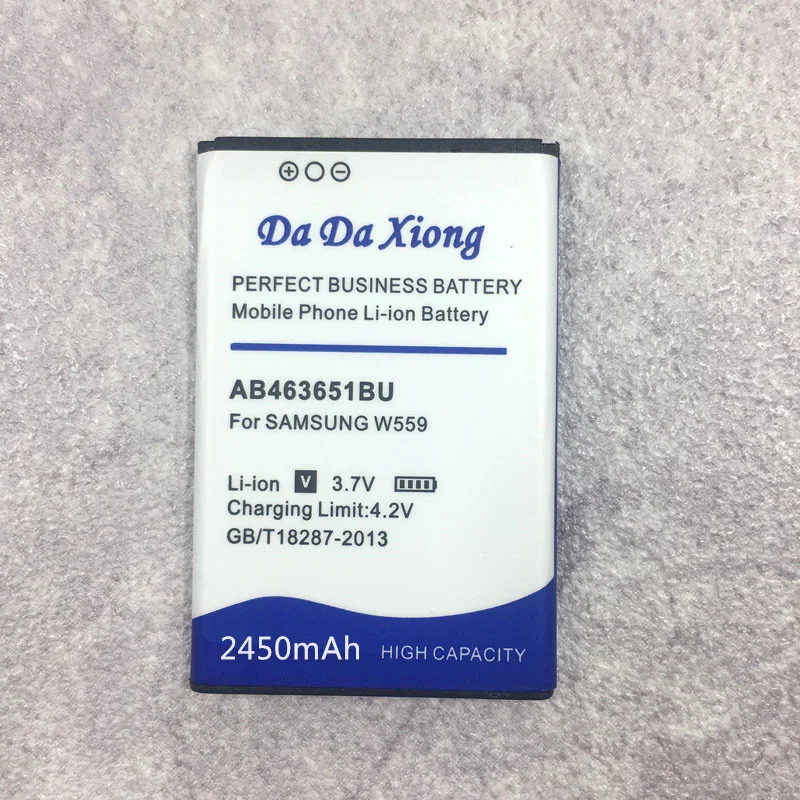 Da Da Xiong
PERFECT BUSINESS BATTERY
Mobile Phone Li-ion Battery
AB463651BU
For SAMSUNG W559
Li-ion V 3.7V
Charging Limit:4.2V
GB/T18287-2013
2450mAh HIGH CAPACITY